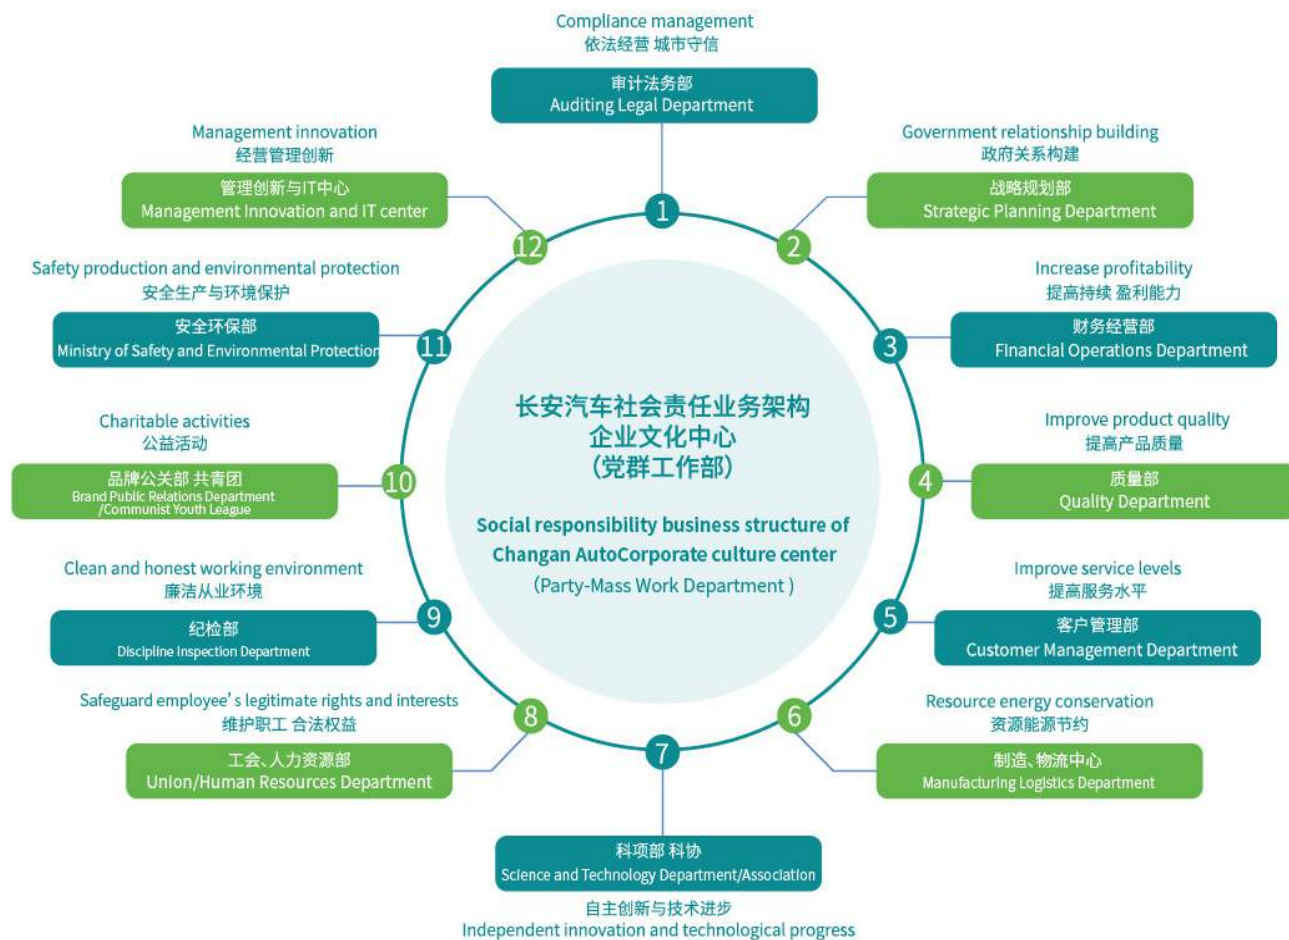 Compliance management
依法经营 城市守信
审计法务部
Auditing Legal Department
1
Government relationship building
政府关系构建
战略规划部
Strategic Planning Department
2
Increase profitability
提高持续 盈利能力
财务经营部
Financial Operations Department
3
Improve product quality
提高产品质量
质量部
Quality Department
4
Improve service levels
提高服务水平
客户管理部
Customer Management Department
5
Resource energy conservation
资源能源节约
制造、物流中心
Manufacturing Logistics Department
6
7
科项部 科协
Science and Technology Department/Association
自主创新与技术进步
Independent innovation and technological progress
Safeguard employee's legitimate rights and interests
维护职工 合法权益
工会、人力资源部
Union/Human Resources Department
8
Clean and honest working environment
廉洁从业环境
纪检部
Discipline Inspection Department
9
Charitable activities
公益活动
品牌公关部 共青团
Brand Public Relations Department
/Communist Youth League
10
Safety production and environmental protection
安全生产与环境保护
安全环保部
Ministry of Safety and Environmental Protection
11
Management innovation
经营管理创新
管理创新与IT中心
Management Innovation and IT center
12
长安汽车社会责任业务架构
企业文化中心
（党群工作部）
Social responsibility business structure of
Changan AutoCorporate culture center
（Party-Mass Work Department )